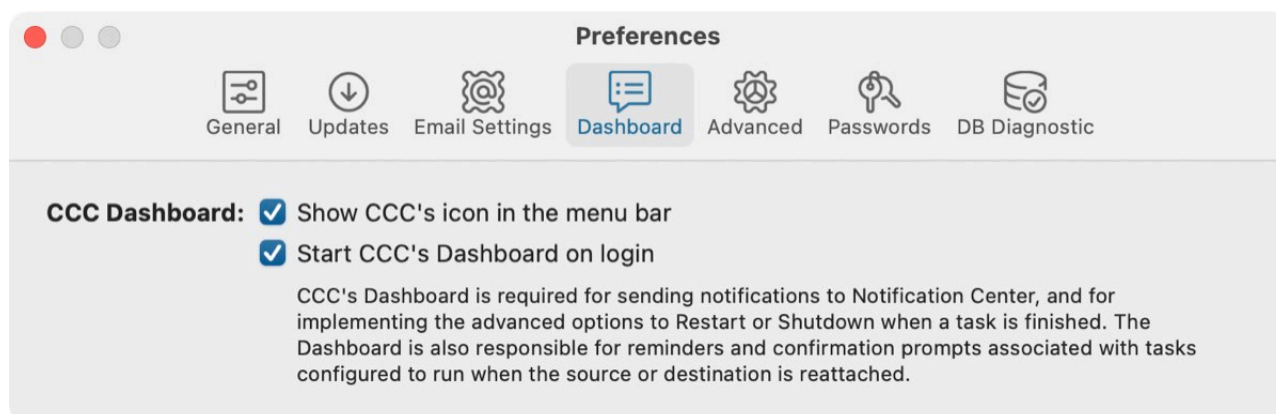 Preferences
General Updates Email Settings Dashboard Advanced Passwords DB Diagnostic
CCC Dashboard: Show CCC's icon in the menu bar
Start CCC's Dashboard on login
CCC's Dashboard is required for sending notifications to Notification Center, and for
implementing the advanced options to Restart or Shutdown when a task is finished. The
Dashboard is also responsible for reminders and confirmation prompts associated with tasks
configured to run when the source or destination is reattached.